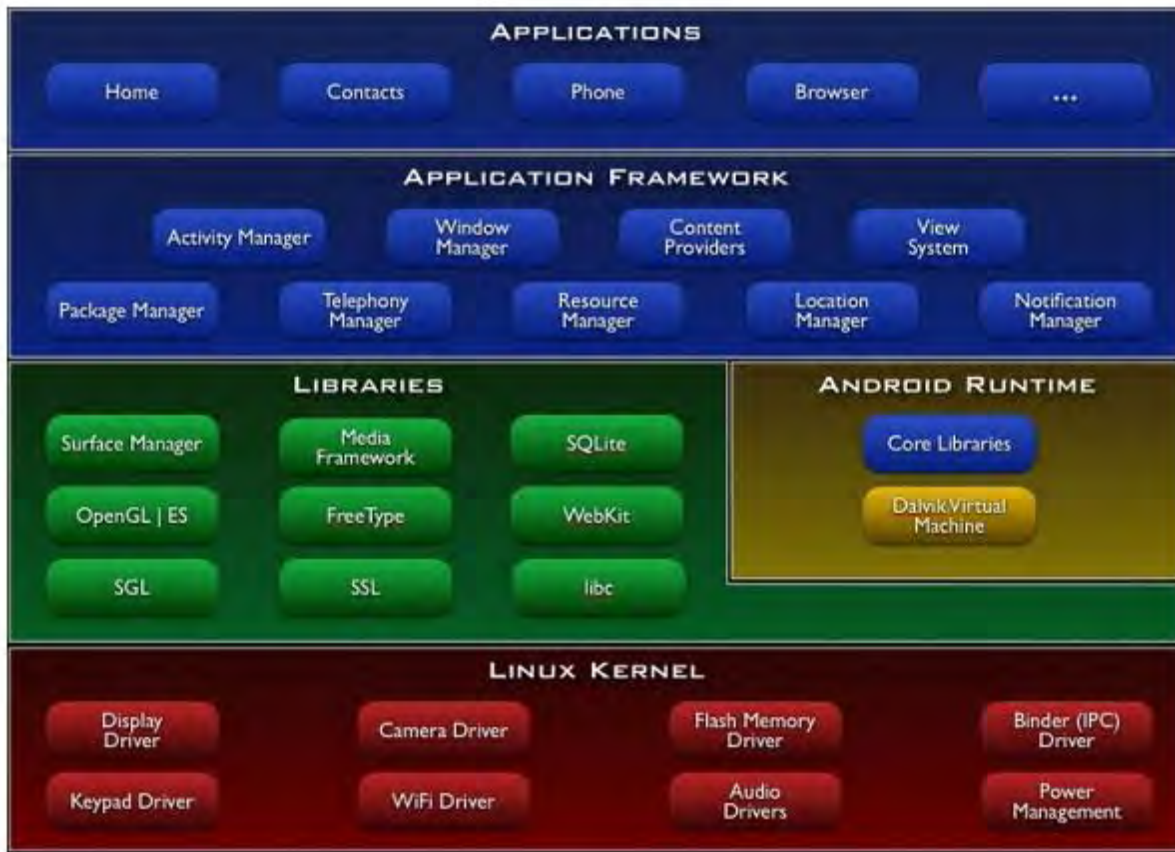 APPLICATIONS
Home
Contacts
Phone
Browser
...
APPLICATION FRAMEWORK
Activity Manager
Window
Manager
Content
Providers
View
System
Package Manager
Telephony
Manager
Resource
Manager
Location
Manager
Notification
Manager
LIBRARIES
Surface Manager
Media
Framework
SQLite
OpenGL | ES
FreeType
WebKit
SGL
SSL
libc
ANDROID RUNTIME
Core Libraries
Dalvik Virtual
Machine
LINUX KERNEL
Display
Driver
Camera Driver
Flash Memory
Driver
Binder (IPC)
Driver
Keypad Driver
WiFi Driver
Audio
Drivers
Power
Management